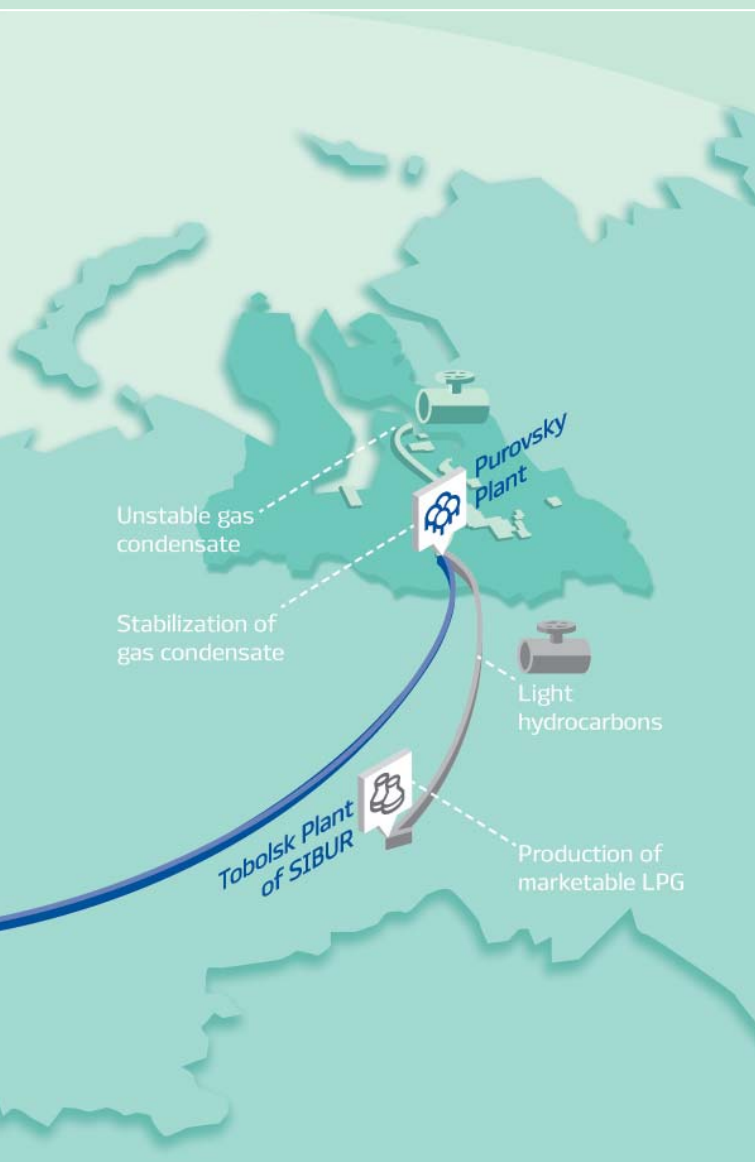 Purovsky
Plant
Unstable gas
condensate
Stabilization of
gas condensate
Light
hydrocarbons
Tobolsk Plant
of SIBUR
Production of
marketable LPG